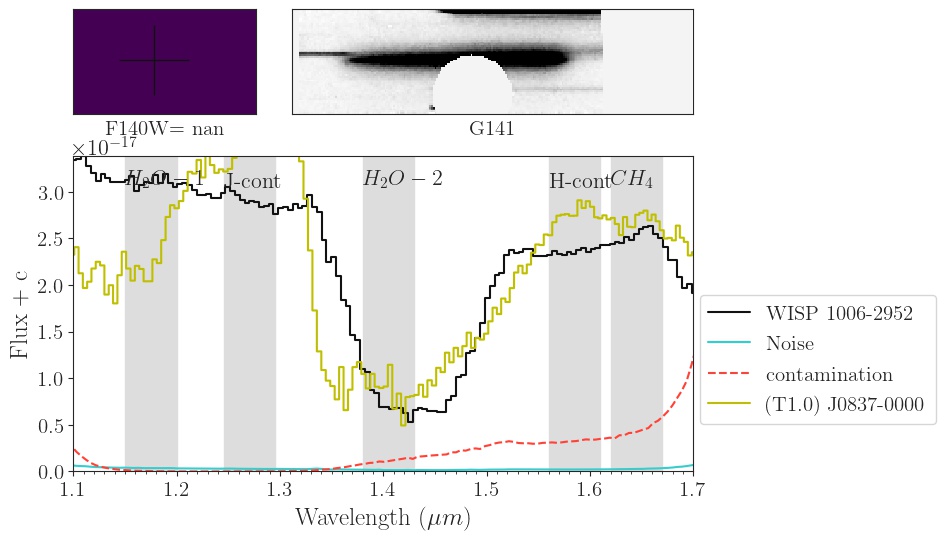 F140W= nan
G141
×10⁻¹⁷
H₂O − 1
J-cont
H₂O − 2
H-cont
CH₄
3.0
2.5
2.0
1.5
1.0
0.5
0.0
Flux + c
1.1 1.2 1.3 1.4 1.5 1.6 1.7
Wavelength (μm)
WISP 1006-2952
Noise
contamination
(T1.0) J0837-0000